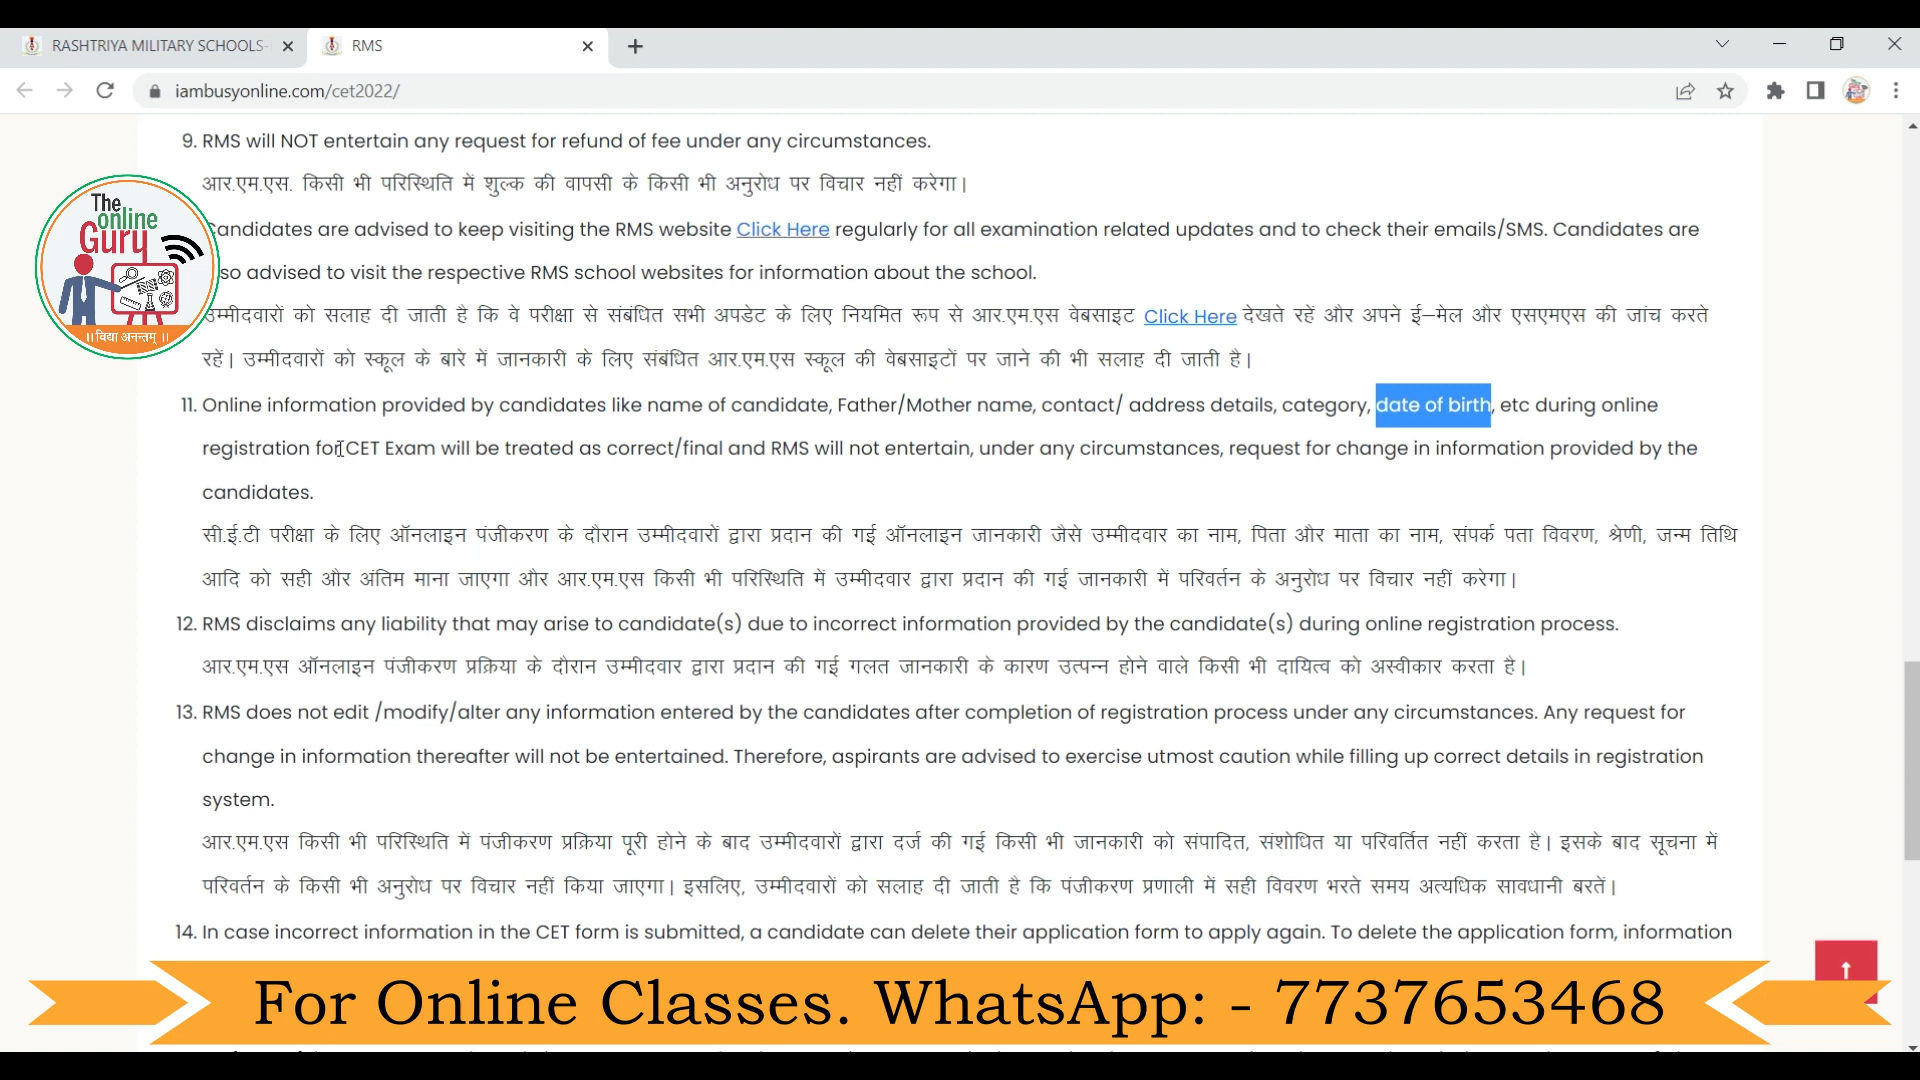 RASHTRIYA MILITARY SCHOOLS-
RMS
iambusyonline.com/cet2022/
9. RMS will NOT entertain any request for refund of fee under any circumstances.
आर.एम.एस. किसी भी परिस्थिति में शुल्क की वापसी के किसी भी अनुरोध पर विचार नहीं करेगा।
The
online
Guru
।। विद्या अनन्तम् ।।
andidates are advised to keep visiting the RMS website Click Here regularly for all examination related updates and to check their emails/SMS. Candidates are
so advised to visit the respective RMS school websites for information about the school.
उम्मीदवारों को सलाह दी जाती है कि वे परीक्षा से संबंधित सभी अपडेट के लिए नियमित रूप से आर.एम.एस वेबसाइट Click Here देखते रहें और अपने ई–मेल और एसएमएस की जांच करते
रहें। उम्मीदवारों को स्कूल के बारे में जानकारी के लिए संबंधित आर.एम.एस स्कूल की वेबसाइटों पर जाने की भी सलाह दी जाती है।
11. Online information provided by candidates like name of candidate, Father/Mother name, contact/ address details, category, date of birth, etc during online
registration for CET Exam will be treated as correct/final and RMS will not entertain, under any circumstances, request for change in information provided by the
candidates.
सी.ई.टी परीक्षा के लिए ऑनलाइन पंजीकरण के दौरान उम्मीदवारों द्वारा प्रदान की गई ऑनलाइन जानकारी जैसे उम्मीदवार का नाम, पिता और माता का नाम, संपर्क पता विवरण, श्रेणी, जन्म तिथि
आदि को सही और अंतिम माना जाएगा और आर.एम.एस किसी भी परिस्थिति में उम्मीदवार द्वारा प्रदान की गई जानकारी में परिवर्तन के अनुरोध पर विचार नहीं करेगा।
12. RMS disclaims any liability that may arise to candidate(s) due to incorrect information provided by the candidate(s) during online registration process.
आर.एम.एस ऑनलाइन पंजीकरण प्रक्रिया के दौरान उम्मीदवार द्वारा प्रदान की गई गलत जानकारी के कारण उत्पन्न होने वाले किसी भी दायित्व को अस्वीकार करता है।
13. RMS does not edit /modify/alter any information entered by the candidates after completion of registration process under any circumstances. Any request for
change in information thereafter will not be entertained. Therefore, aspirants are advised to exercise utmost caution while filling up correct details in registration
system.
आर.एम.एस किसी भी परिस्थिति में पंजीकरण प्रक्रिया पूरी होने के बाद उम्मीदवारों द्वारा दर्ज की गई किसी भी जानकारी को संपादित, संशोधित या परिवर्तित नहीं करता है। इसके बाद सूचना में
परिवर्तन के किसी भी अनुरोध पर विचार नहीं किया जाएगा। इसलिए, उम्मीदवारों को सलाह दी जाती है कि पंजीकरण प्रणाली में सही विवरण भरते समय अत्यधिक सावधानी बरतें।
14. In case incorrect information in the CET form is submitted, a candidate can delete their application form to apply again. To delete the application form, information
For Online Classes. WhatsApp: - 7737653468